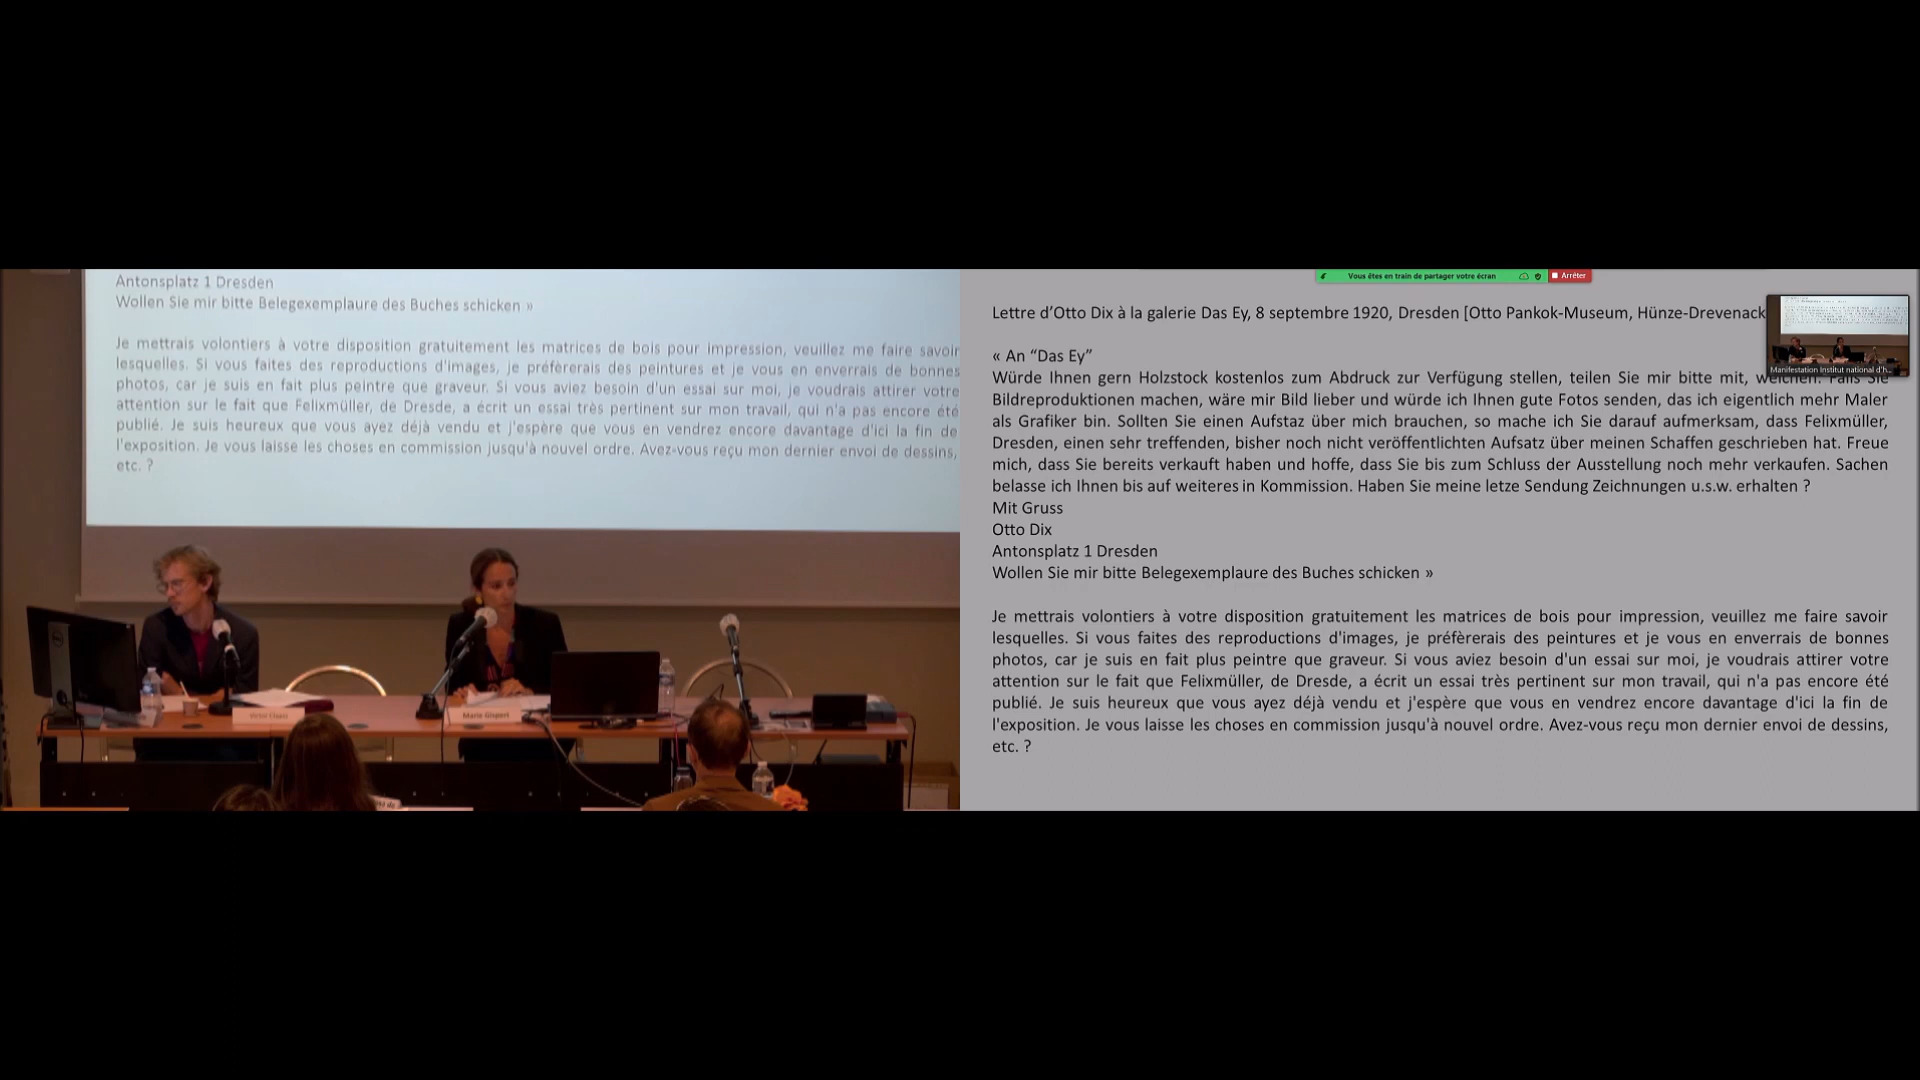 Antonsplatz 1 Dresden
Wollen Sie mir bitte Belegexemplaure des Buches schicken »
Je mettrais volontiers à votre disposition gratuitement les matrices de bois pour impression, veuillez me faire savoir
lesquelles. Si vous faites des reproductions d'images, je préfèrerais des peintures et je vous en enverrais de bonnes
photos, car je suis en fait plus peintre que graveur. Si vous aviez besoin d'un essai sur moi, je voudrais attirer votre
attention sur le fait que Felixmüller, de Dresde, a écrit un essai très pertinent sur mon travail, qui n'a pas encore été
publié. Je suis heureux que vous ayez déjà vendu et j'espère que vous en vendrez encore davantage d'ici la fin de
l'exposition. Je vous laisse les choses en commission jusqu'à nouvel ordre. Avez-vous reçu mon dernier envoi de dessins,
etc. ?
DELL
Marie Gispert
Vous êtes en train de partager votre écran
Arrêter
Lettre d'Otto Dix à la galerie Das Ey, 8 septembre 1920, Dresden [Otto Pankok-Museum, Hünze-Drevenack
Manifestation Institut national d'h...
« An “Das Ey”
Würde Ihnen gern Holzstock kostenlos zum Abdruck zur Verfügung stellen, teilen Sie mir bitte mit, welchen. Falls Sie
Bildreproduktionen machen, wäre mir Bild lieber und würde ich Ihnen gute Fotos senden, das ich eigentlich mehr Maler
als Grafiker bin. Sollten Sie einen Aufstaz über mich brauchen, so mache ich Sie darauf aufmerksam, dass Felixmüller,
Dresden, einen sehr treffenden, bisher noch nicht veröffentlichten Aufsatz über meinen Schaffen geschrieben hat. Freue
mich, dass Sie bereits verkauft haben und hoffe, dass Sie bis zum Schluss der Ausstellung noch mehr verkaufen. Sachen
belasse ich Ihnen bis auf weiteres in Kommission. Haben Sie meine letze Sendung Zeichnungen u.s.w. erhalten ?
Mit Gruss
Otto Dix
Antonsplatz 1 Dresden
Wollen Sie mir bitte Belegexemplaure des Buches schicken »
Je mettrais volontiers à votre disposition gratuitement les matrices de bois pour impression, veuillez me faire savoir
lesquelles. Si vous faites des reproductions d'images, je préfèrerais des peintures et je vous en enverrais de bonnes
photos, car je suis en fait plus peintre que graveur. Si vous aviez besoin d'un essai sur moi, je voudrais attirer votre
attention sur le fait que Felixmüller, de Dresde, a écrit un essai très pertinent sur mon travail, qui n'a pas encore été
publié. Je suis heureux que vous ayez déjà vendu et j'espère que vous en vendrez encore davantage d'ici la fin de
l'exposition. Je vous laisse les choses en commission jusqu'à nouvel ordre. Avez-vous reçu mon dernier envoi de dessins,
etc. ?